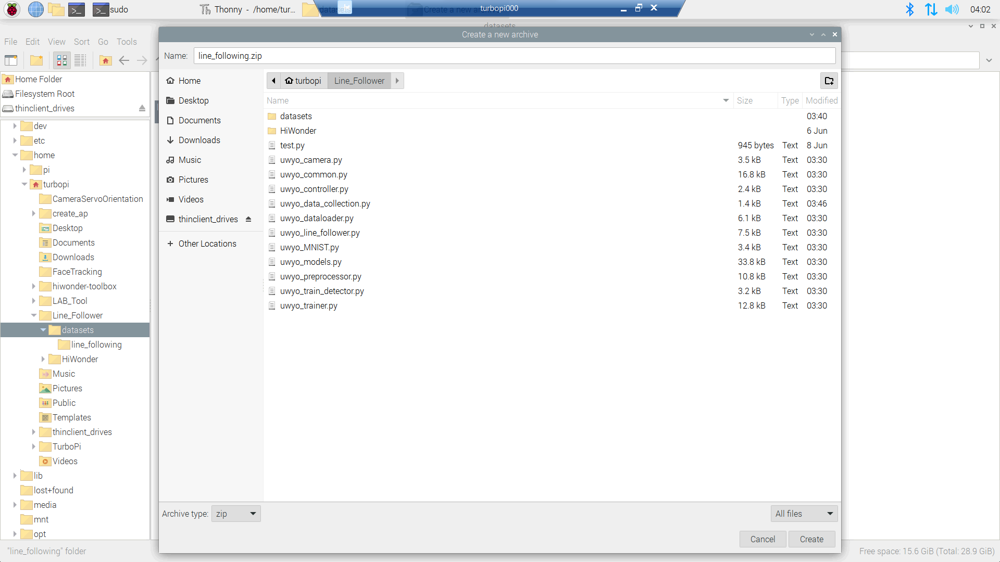 sudo
Thonny - /home/tur...
datasets
Create a new ar
turbopi000
04:02
datasets
File Edit View Sort Go Tools
Home Folder
Filesystem Root
thinclient_drives
dev
etc
home
pi
turbopi
CameraServoOrientation
create_ap
Desktop
Documents
Downloads
FaceTracking
hiwonder-toolbox
LAB_Tool
Line_Follower
datasets
line_following
HiWonder
Music
Pictures
Public
Templates
thinclient_drives
TurboPi
Videos
lib
lost+found
media
mnt
opt
"line_following" folder
Free space: 15.6 GiB (Total: 28.9 GiB)
Create a new archive
Name: line_following.zip
Home
Desktop
Documents
Downloads
Music
Pictures
Videos
thinclient_drives
Other Locations
turbopi Line_Follower
Name Size Type Modified
datasets 03:40
HiWonder 6 Jun
test.py 945 bytes Text 8 Jun
uwyo_camera.py 3.5 kB Text 03:30
uwyo_common.py 16.8 kB Text 03:30
uwyo_controller.py 2.4 kB Text 03:30
uwyo_data_collection.py 1.4 kB Text 03:46
uwyo_dataloader.py 6.1 kB Text 03:30
uwyo_line_follower.py 7.5 kB Text 03:30
uwyo_MNIST.py 3.4 kB Text 03:30
uwyo_models.py 33.8 kB Text 03:30
uwyo_preprocessor.py 10.8 kB Text 03:30
uwyo_train_detector.py 3.2 kB Text 03:30
uwyo_trainer.py 12.8 kB Text 03:30
Archive type: zip
All files
Cancel Create